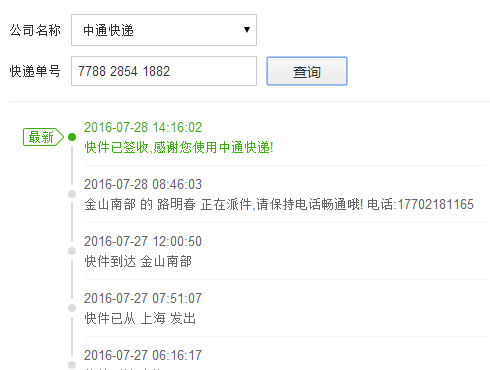 公司名称 中通快递
快递单号 7788 2854 1882 查询
最新 2016-07-28 14:16:02
快件已签收,感谢您使用中通快递!
2016-07-28 08:46:03
金山南部 的 路明春 正在派件,请保持电话畅通哦! 电话:17702181165
2016-07-27 12:00:50
快件到达 金山南部
2016-07-27 07:51:07
快件已从 上海 发出
2016-07-27 06:16:17